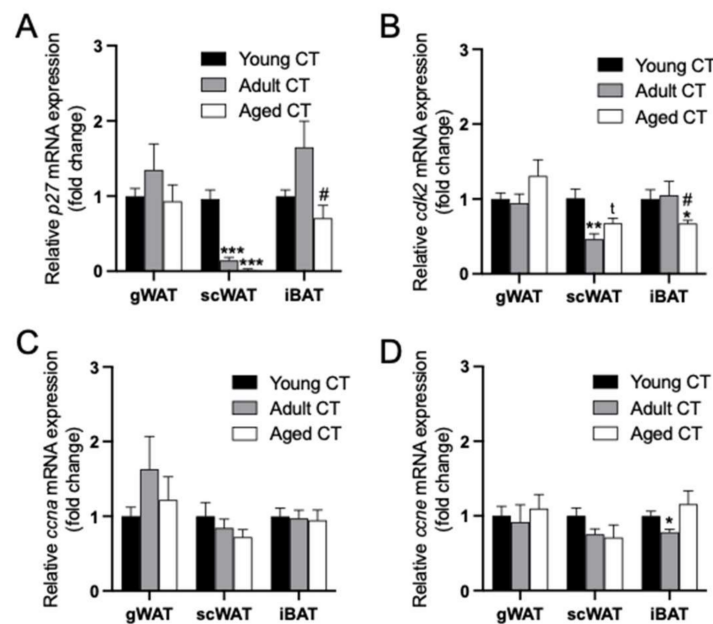 A
Relative p27 mRNA expression
(fold change)
3
2
1
0
Young CT
Adult CT
Aged CT
***
***
#
gWAT scWAT iBAT
B
Relative cdk2 mRNA expression
(fold change)
3
2
1
0
Young CT
Adult CT
Aged CT
**
t
#
*
gWAT scWAT iBAT
C
Relative ccna mRNA expression
(fold change)
3
2
1
0
Young CT
Adult CT
Aged CT
gWAT scWAT iBAT
D
Relative ccne mRNA expression
(fold change)
3
2
1
0
Young CT
Adult CT
Aged CT
*
gWAT scWAT iBAT